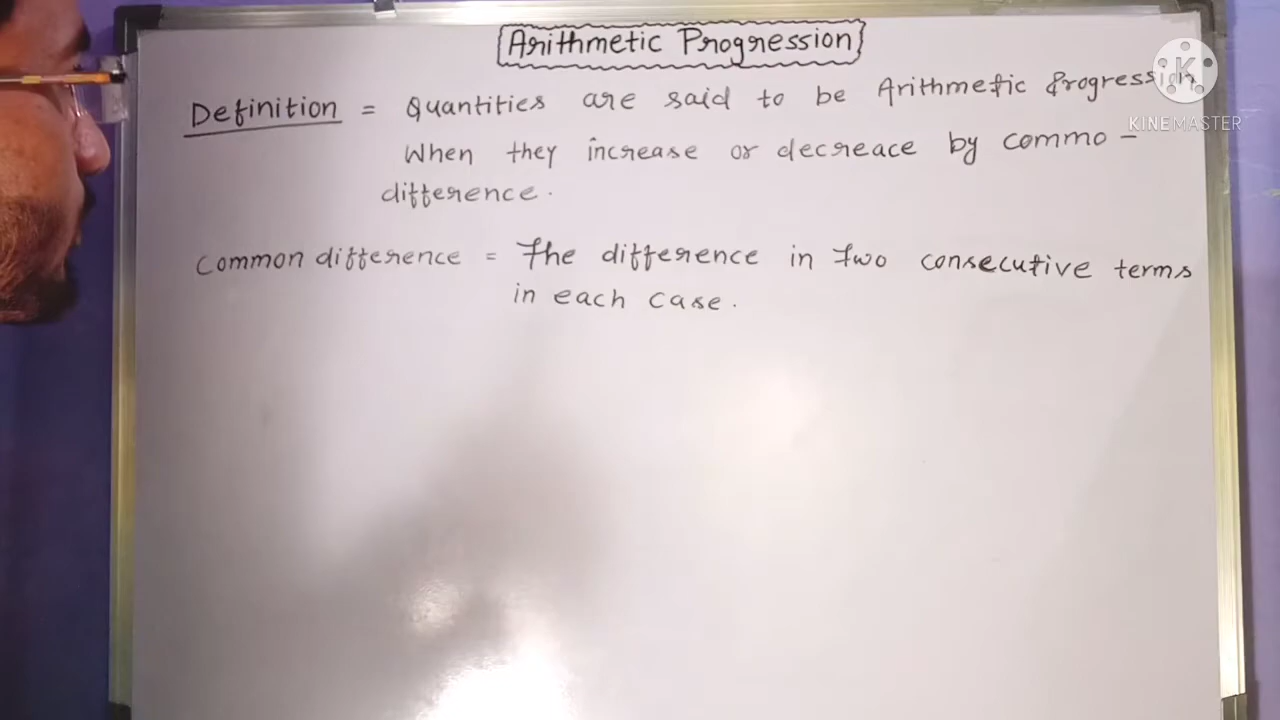 Arithmetic Progression
Definition = Quantities are said to be Arithmetic Progression
When they increase or decreace by commo -
difference.
Common difference = The difference in two consecutive terms
in each case.
K
KINEMASTER